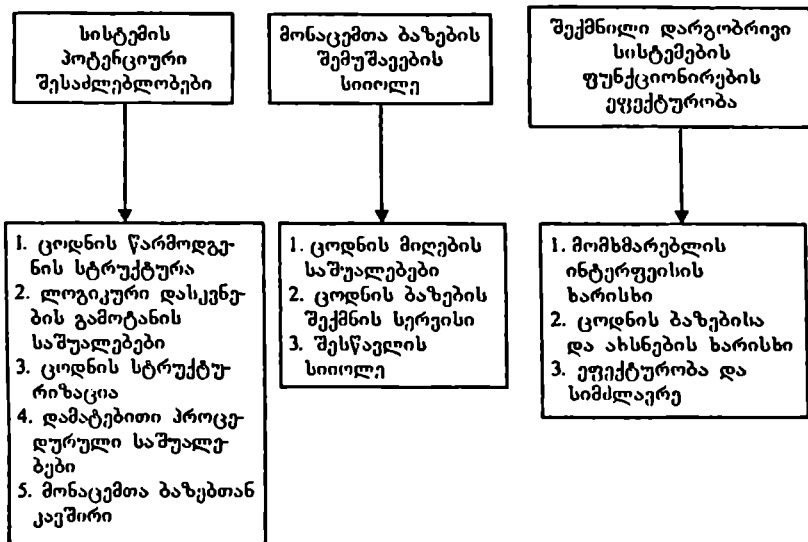 სისტემის
პოტენციური
შესაძლებლობები
მონაცემთა ბაზების
შემუშავების
სიიოლე
შექმნილი დარგობრივი
სისტემების
ფუნქციონირების
ეფექტურობა
1. ცოდნის წარმოდგე-
ნის სტრუქტურა
2. ლოგიკური დასკვნე-
ბის გამოტანის
საშუალებები
3. ცოდნის სტრუქტუ-
რიზაცია
4. დამატებითი პროცე-
დურული საშუალე-
ბები
5. მონაცემთა ბაზებთან
კავშირი
1. ცოდნის მიღების
საშუალებები
2. ცოდნის ბაზების
შექმნის სერვისი
3. შესწავლის
სიიოლე
1. მომხმარებლის
ინტერფეისის
ხარისხი
2. ცოდნის ბაზებისა
და ახსნების ხარისხი
3. ეფექტურობა და
სიმძლავრე